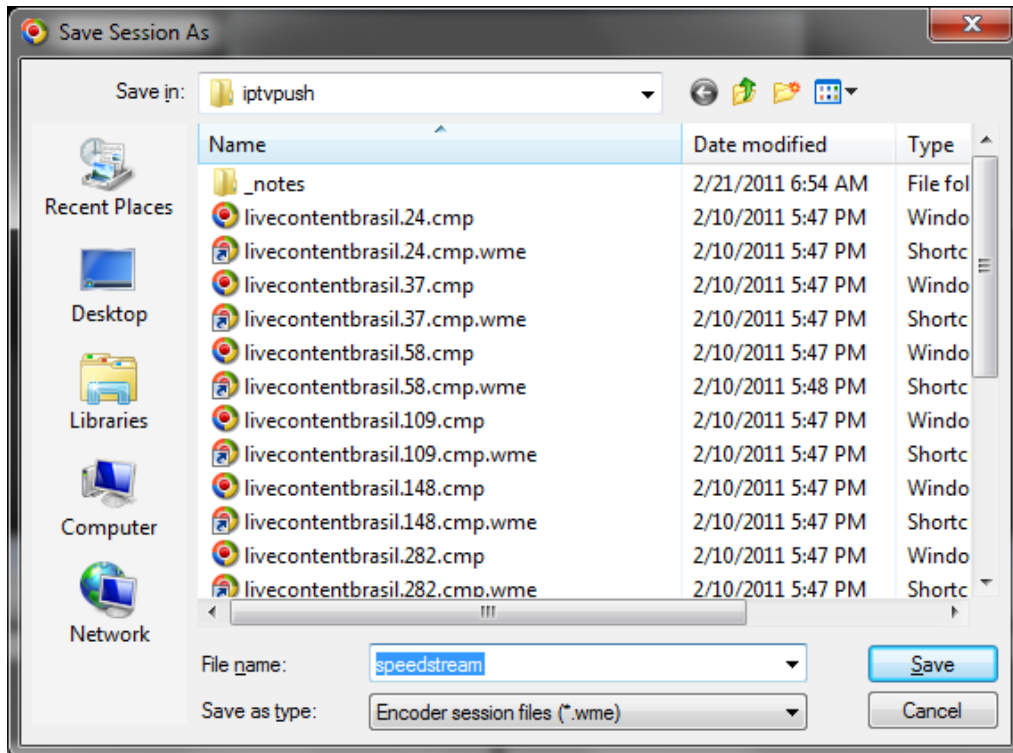 Save Session As
Save in: iptvpush
Name Date modified Type
_notes 2/21/2011 6:54 AM File fol
livecontentbrasil.24.cmp 2/10/2011 5:47 PM Windo
livecontentbrasil.24.cmp.wme 2/10/2011 5:47 PM Shortc
livecontentbrasil.37.cmp 2/10/2011 5:47 PM Windo
livecontentbrasil.37.cmp.wme 2/10/2011 5:47 PM Shortc
livecontentbrasil.58.cmp 2/10/2011 5:47 PM Windo
livecontentbrasil.58.cmp.wme 2/10/2011 5:48 PM Shortc
livecontentbrasil.109.cmp 2/10/2011 5:47 PM Windo
livecontentbrasil.109.cmp.wme 2/10/2011 5:47 PM Shortc
livecontentbrasil.148.cmp 2/10/2011 5:47 PM Windo
livecontentbrasil.148.cmp.wme 2/10/2011 5:47 PM Shortc
livecontentbrasil.282.cmp 2/10/2011 5:47 PM Windo
livecontentbrasil.282.cmp.wme 2/10/2011 5:47 PM Shortc
Recent Places
Desktop
Libraries
Computer
Network
File name: speedstream Save
Save as type: Encoder session files (*.wme) Cancel